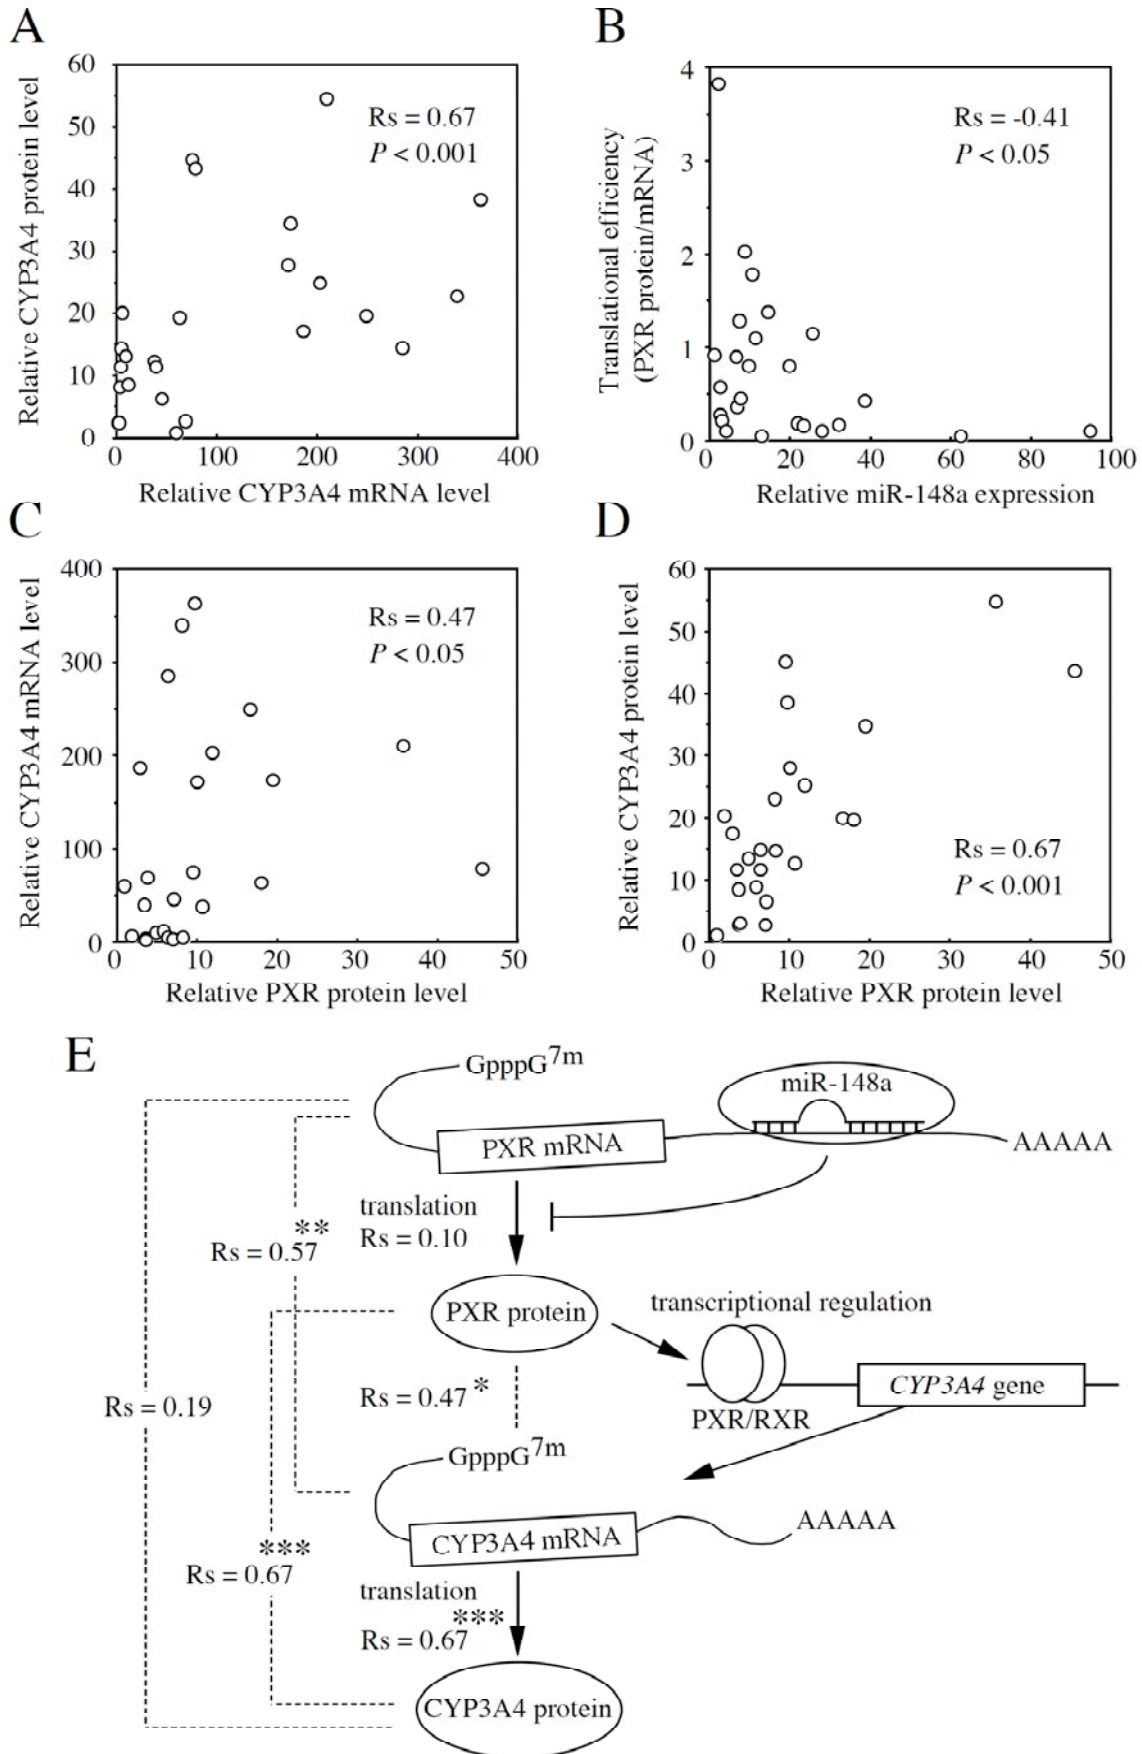 A
Relative CYP3A4 protein level
60
50
40
30
20
10
0
Rs = 0.67
P < 0.001
0 100 200 300 400
Relative CYP3A4 mRNA level
B
Translational efficiency
(PXR protein/mRNA)
4
3
2
1
0
Rs = -0.41
P < 0.05
0 20 40 60 80 100
Relative miR-148a expression
C
Relative CYP3A4 mRNA level
400
300
200
100
0
Rs = 0.47
P < 0.05
0 10 20 30 40 50
Relative PXR protein level
D
Relative CYP3A4 protein level
60
50
40
30
20
10
0
Rs = 0.67
P < 0.001
0 10 20 30 40 50
Relative PXR protein level
E
GpppG7m
miR-148a
PXR mRNA
AAAAA
translation
Rs = 0.10
**
Rs = 0.57
PXR protein
transcriptional regulation
CYP3A4 gene
PXR/RXR
Rs = 0.47 *
Rs = 0.19
GpppG7m
CYP3A4 mRNA
AAAAA
***
Rs = 0.67
translation
***
Rs = 0.67
CYP3A4 protein